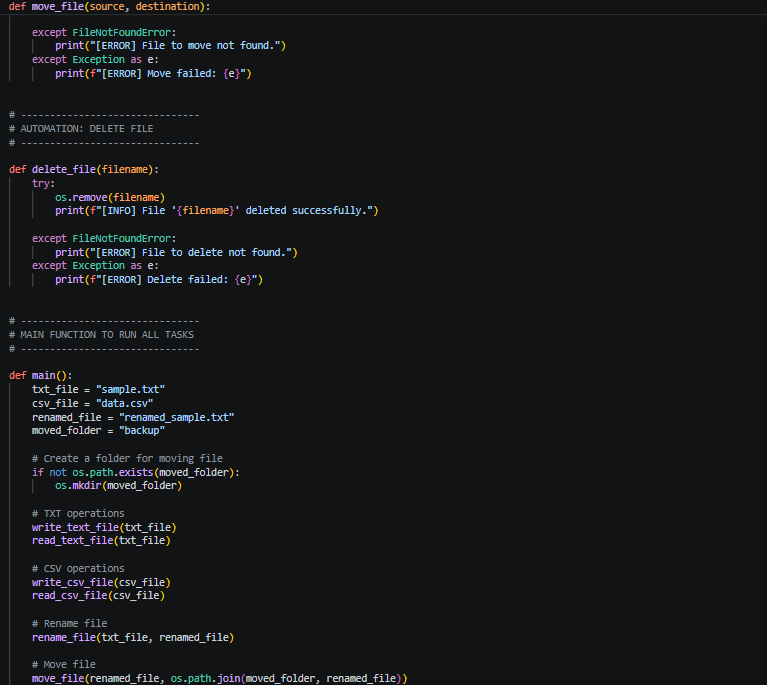 def move_file(source, destination):
except FileNotFoundError:
print("[ERROR] File to move not found.")
except Exception as e:
print(f"[ERROR] Move failed: {e}")
# -------------------------------
# AUTOMATION: DELETE FILE
# -------------------------------
def delete_file(filename):
try:
os.remove(filename)
print(f"[INFO] File '{filename}' deleted successfully.")
except FileNotFoundError:
print("[ERROR] File to delete not found.")
except Exception as e:
print(f"[ERROR] Delete failed: {e}")
# -------------------------------
# MAIN FUNCTION TO RUN ALL TASKS
# -------------------------------
def main():
txt_file = "sample.txt"
csv_file = "data.csv"
renamed_file = "renamed_sample.txt"
moved_folder = "backup"
# Create a folder for moving file
if not os.path.exists(moved_folder):
os.mkdir(moved_folder)
# TXT operations
write_text_file(txt_file)
read_text_file(txt_file)
# CSV operations
write_csv_file(csv_file)
read_csv_file(csv_file)
# Rename file
rename_file(txt_file, renamed_file)
# Move file
move_file(renamed_file, os.path.join(moved_folder, renamed_file))